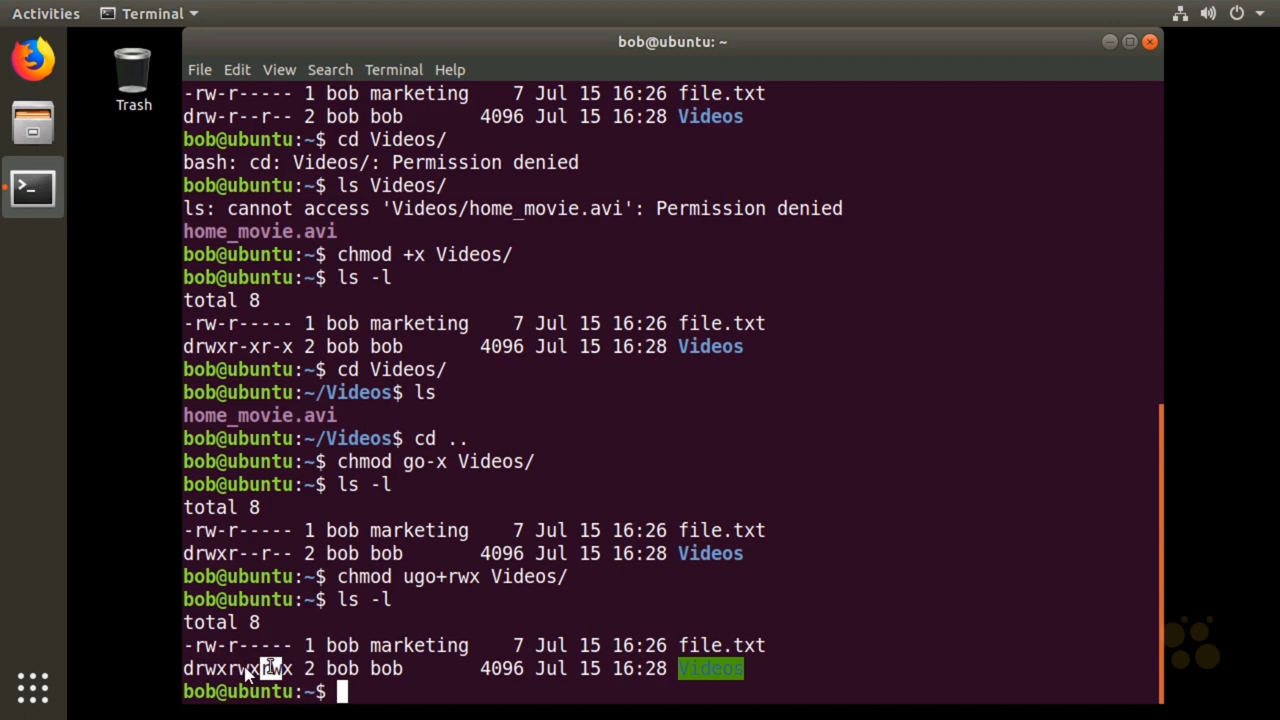 Activities Terminal
bob@ubuntu: ~
File Edit View Search Terminal Help
Trash
-rw-r----- 1 bob marketing    7 Jul 15 16:26 file.txt
drw-r--r-- 2 bob bob       4096 Jul 15 16:28 Videos
bob@ubuntu:~$ cd Videos/
bash: cd: Videos/: Permission denied
bob@ubuntu:~$ ls Videos/
ls: cannot access 'Videos/home_movie.avi': Permission denied
home_movie.avi
bob@ubuntu:~$ chmod +x Videos/
bob@ubuntu:~$ ls -l
total 8
-rw-r----- 1 bob marketing    7 Jul 15 16:26 file.txt
drwxr-xr-x 2 bob bob       4096 Jul 15 16:28 Videos
bob@ubuntu:~$ cd Videos/
bob@ubuntu:~/Videos$ ls
home_movie.avi
bob@ubuntu:~/Videos$ cd ..
bob@ubuntu:~$ chmod go-x Videos/
bob@ubuntu:~$ ls -l
total 8
-rw-r----- 1 bob marketing    7 Jul 15 16:26 file.txt
drwxr--r-- 2 bob bob       4096 Jul 15 16:28 Videos
bob@ubuntu:~$ chmod ugo+rwx Videos/
bob@ubuntu:~$ ls -l
total 8
-rw-r----- 1 bob marketing    7 Jul 15 16:26 file.txt
drwxrwxrwx 2 bob bob       4096 Jul 15 16:28 Videos
bob@ubuntu:~$